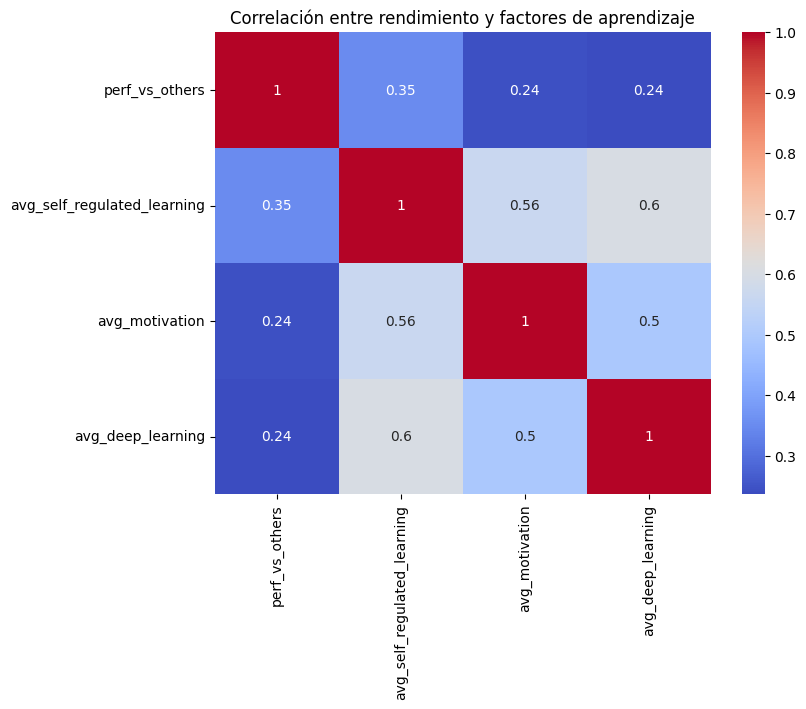 Correlación entre rendimiento y factores de aprendizaje
perf_vs_others 1 0.35 0.24 0.24
avg_self_regulated_learning 0.35 1 0.56 0.6
avg_motivation 0.24 0.56 1 0.5
avg_deep_learning 0.24 0.6 0.5 1
perf_vs_others
avg_self_regulated_learning
avg_motivation
avg_deep_learning
1.0
0.9
0.8
0.7
0.6
0.5
0.4
0.3